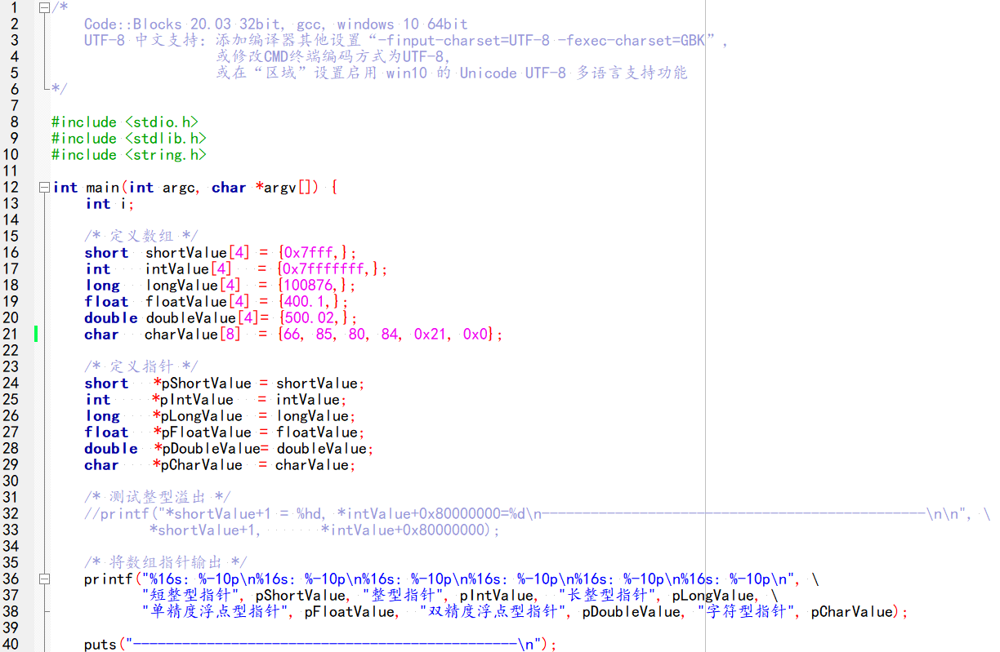 1 /*
2     Code::Blocks 20.03 32bit, gcc, windows 10 64bit
3     UTF-8 中文支持: 添加编译器其他设置“-finput-charset=UTF-8 -fexec-charset=GBK”,
4                     或修改CMD终端编码方式为UTF-8,
5                     或在“区域”设置启用 win10 的 Unicode UTF-8 多语言支持功能
6 */
7
8 #include <stdio.h>
9 #include <stdlib.h>
10 #include <string.h>
11
12 int main(int argc, char *argv[]) {
13     int i;
14
15     /* 定义数组 */
16     short  shortValue[4] = {0x7fff,};
17     int    intValue[4]   = {0x7fffffff,};
18     long   longValue[4]  = {100876,};
19     float  floatValue[4] = {400.1,};
20     double doubleValue[4]= {500.02,};
21     char   charValue[8]  = {66, 85, 80, 84, 0x21, 0x0};
22
23     /* 定义指针 */
24     short   *pShortValue = shortValue;
25     int     *pIntValue   = intValue;
26     long    *pLongValue  = longValue;
27     float   *pFloatValue = floatValue;
28     double  *pDoubleValue= doubleValue;
29     char    *pCharValue  = charValue;
30
31     /* 测试整型溢出 */
32     //printf("*shortValue+1 = %hd, *intValue+0x80000000=%d\n-----------------------------------------------\n\n", \
33             *shortValue+1,       *intValue+0x80000000);
34
35     /* 将数组指针输出 */
36     printf("%16s: %-10p\n%16s: %-10p\n%16s: %-10p\n%16s: %-10p\n%16s: %-10p\n%16s: %-10p\n", \
37            "短整型指针", pShortValue, "整型指针", pIntValue,  "长整型指针", pLongValue, \
38            "单精度浮点型指针", pFloatValue,  "双精度浮点型指针", pDoubleValue, "字符型指针", pCharValue);
39
40     puts("-----------------------------------------------\n");